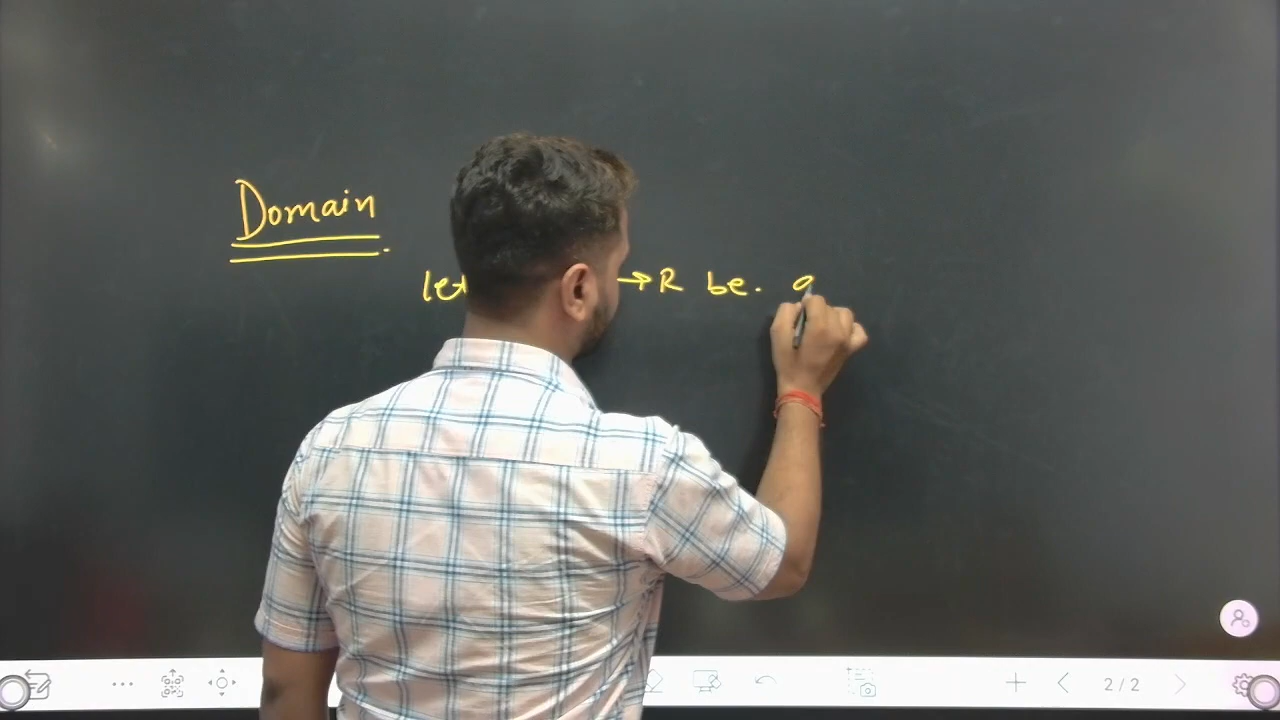 Domain
let → R be. a
2/2